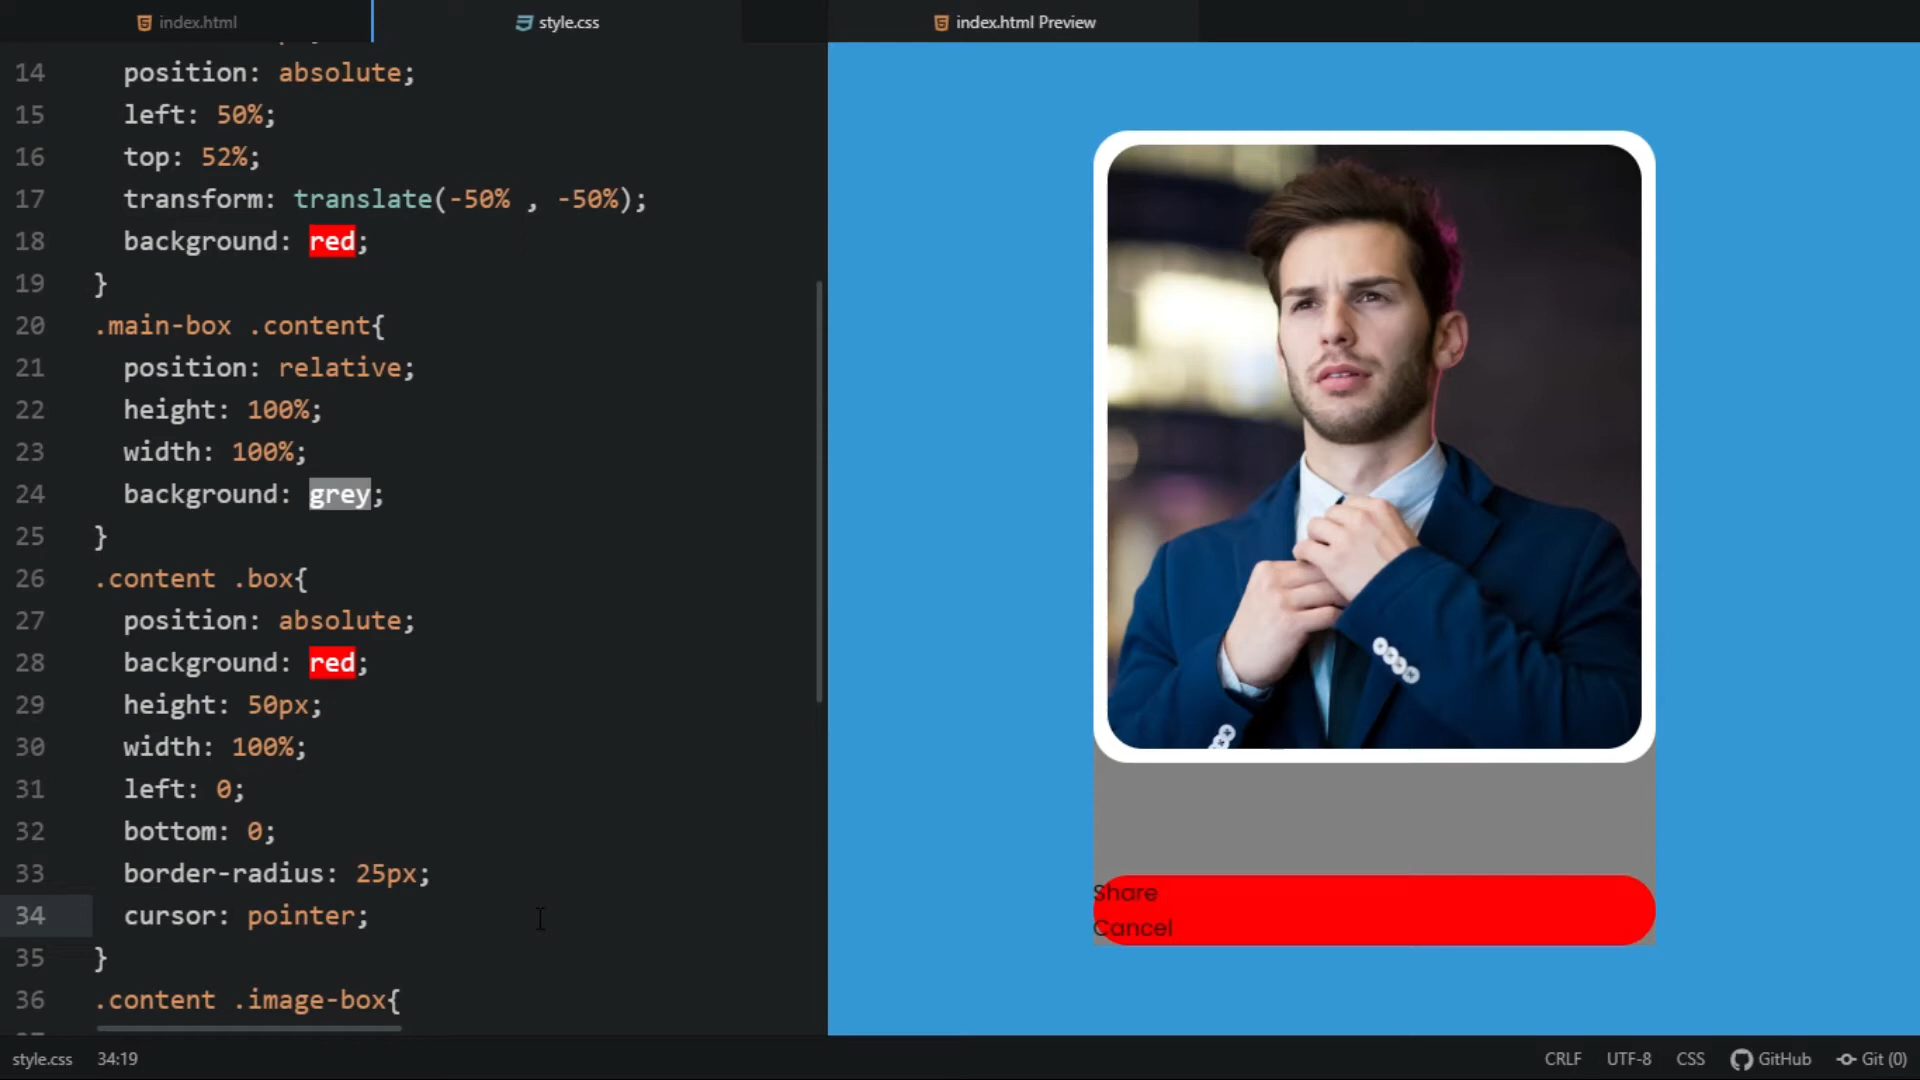 index.html
style.css
index.html Preview
14 position: absolute;
15 left: 50%;
16 top: 52%;
17 transform: translate(-50% , -50%);
18 background: red;
19 }
20 .main-box .content{
21 position: relative;
22 height: 100%;
23 width: 100%;
24 background: grey;
25 }
26 .content .box{
27 position: absolute;
28 background: red;
29 height: 50px;
30 width: 100%;
31 left: 0;
32 bottom: 0;
33 border-radius: 25px;
34 cursor: pointer;
35 }
36 .content .image-box{
Share
Cancel
style.css 34:19
CRLF UTF-8 CSS GitHub Git (0)